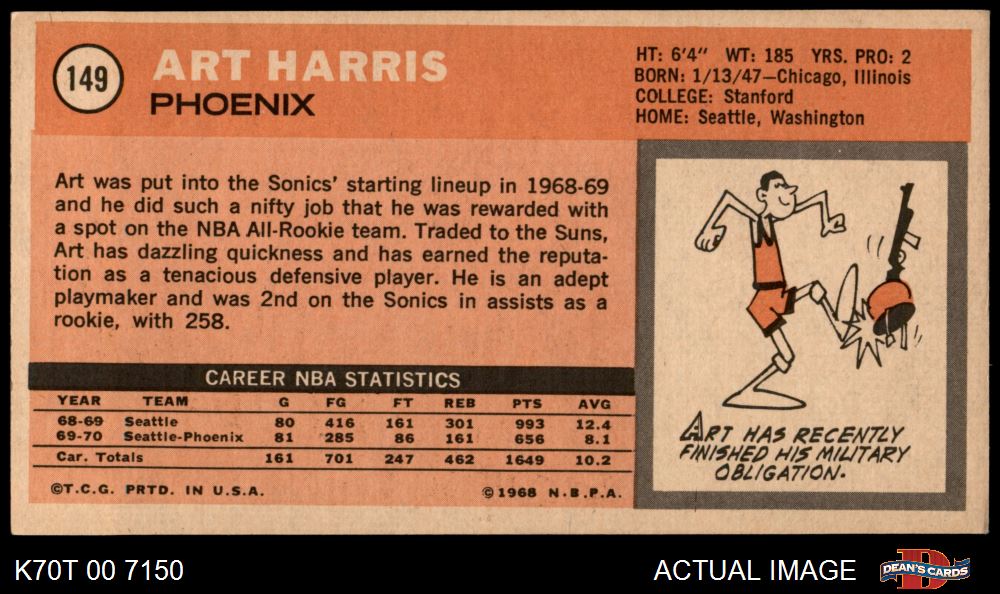 149
ART HARRIS
PHOENIX
HT: 6'4" WT: 185 YRS. PRO: 2
BORN: 1/13/47—Chicago, Illinois
COLLEGE: Stanford
HOME: Seattle, Washington
Art was put into the Sonics' starting lineup in 1968-69
and he did such a nifty job that he was rewarded with
a spot on the NBA All-Rookie team. Traded to the Suns,
Art has dazzling quickness and has earned the reputa-
tion as a tenacious defensive player. He is an adept
playmaker and was 2nd on the Sonics in assists as a
rookie, with 258.
CAREER NBA STATISTICS
YEAR TEAM G FG FT REB PTS AVG
68-69 Seattle 80 416 161 301 993 12.4
69-70 Seattle-Phoenix 81 285 86 161 656 8.1
Car. Totals 161 701 247 462 1649 10.2
©T.C.G. PRTD. IN U.S.A. ©1968 N.B.P.A.
ART HAS RECENTLY
FINISHED HIS MILITARY
OBLIGATION.
K70T 00 7150
ACTUAL IMAGE
D
DEAN'S CARDS